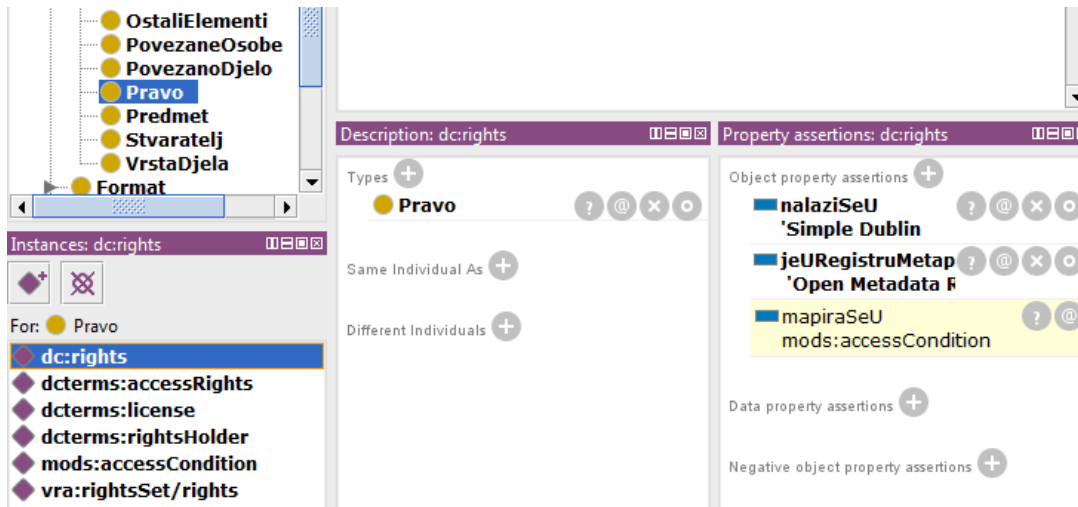 OstaliElementi
PovezaneOsobe
PovezanoDjelo
Pravo
Predmet
Stvaratelj
VrstaDjela
Format
Instances: dc:rights
For: Pravo
dc:rights
dcterms:accessRights
dcterms:license
dcterms:rightsHolder
mods:accessCondition
vra:rightsSet/rights
Description: dc:rights
Types
Pravo
Same Individual As
Different Individuals
Property assertions: dc:rights
Object property assertions
nalaziSeU
'Simple Dublin
jeURegistruMetap
'Open Metadata R
mapiraSeU
mods:accessCondition
Data property assertions
Negative object property assertions